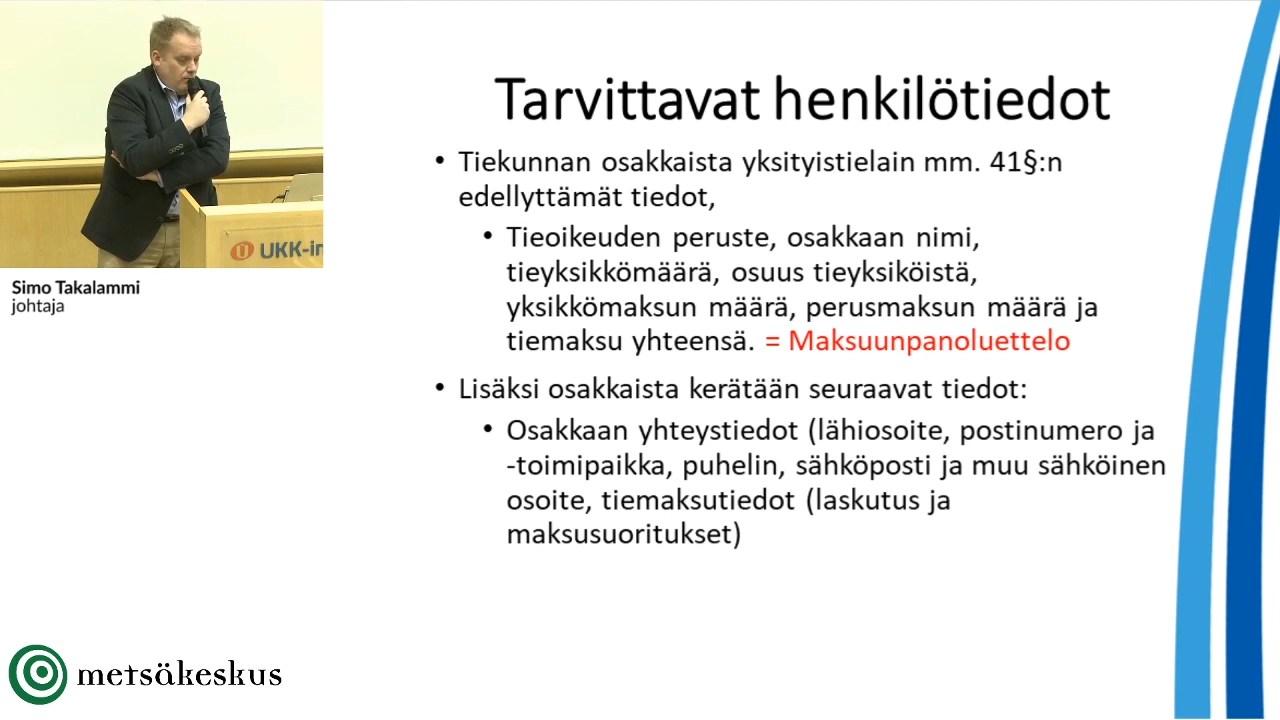 Tarvittavat henkilötiedot
• Tiekunnan osakkaista yksityistielain mm. 41§:n
edellyttämät tiedot,
• Tieoikeuden peruste, osakkaan nimi,
tieyksikkömäärä, osuus tieyksiköistä,
yksikkömaksun määrä, perusmaksun määrä ja
tiemaksu yhteensä. = Maksuunpanoluettelo
• Lisäksi osakkaista kerätään seuraavat tiedot:
• Osakkaan yhteystiedot (lähiosoite, postinumero ja
-toimipaikka, puhelin, sähköposti ja muu sähköinen
osoite, tiemaksutiedot (laskutus ja
maksusuoritukset)
UKK-in
Simo Takalammi
johtaja
metsäkeskus